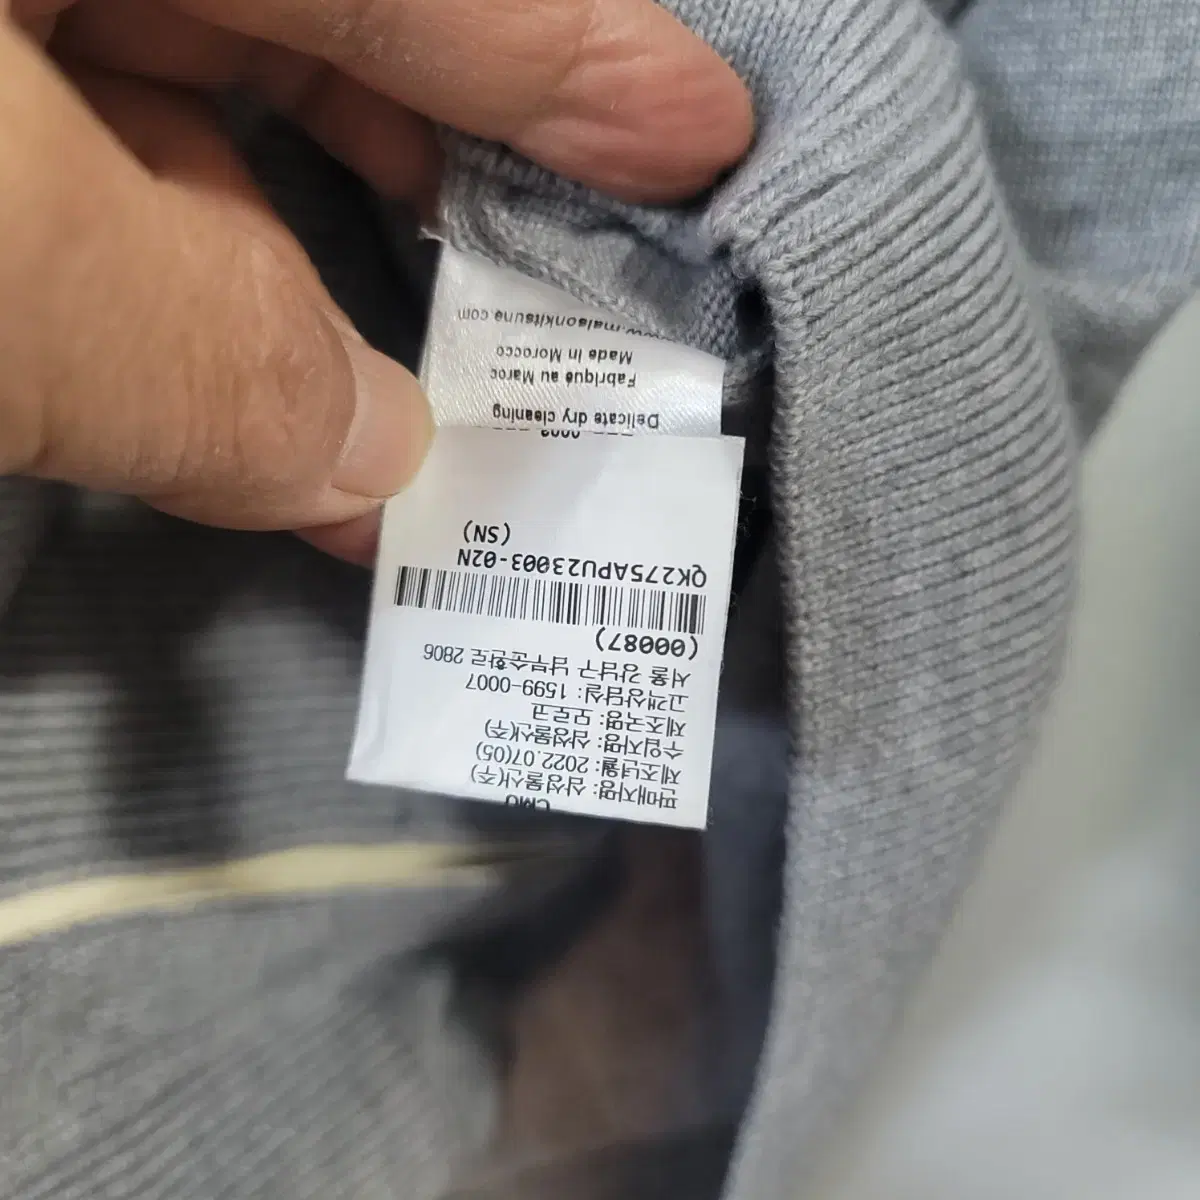 판매자명: 삼성물산(주)
제조년월: 2022.07(05)
수입자명: 삼성물산(주)
제조국명: 모로코
고객상담실: 1599-0007
서울 강남구 남부순환로 2806
(00087)
QK275APU23003-02N
(SN)
Delicate dry cleaning
Fabriqué au Maroc
Made in Morocco
www.maisonkitsune.com